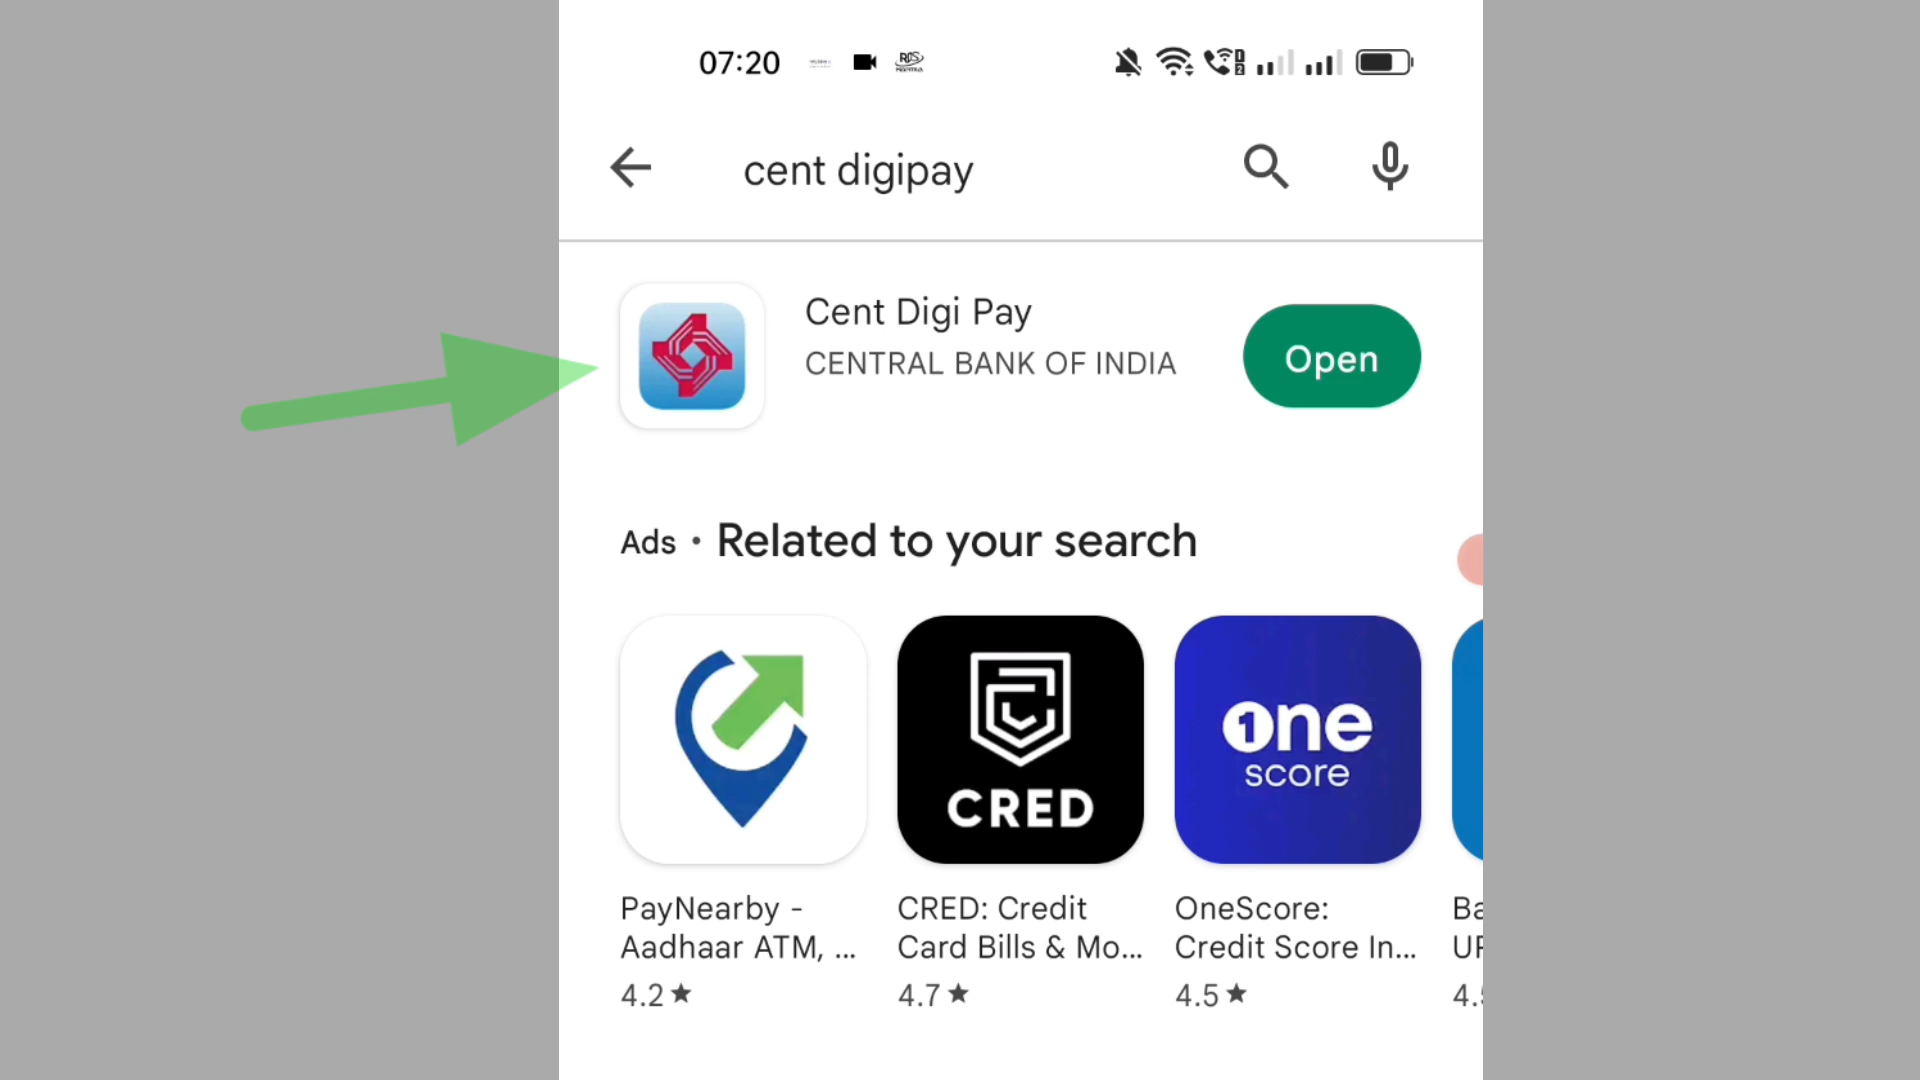 07:20
cent digipay
Cent Digi Pay
CENTRAL BANK OF INDIA
Open
Ads • Related to your search
CRED
one
score
PayNearby -
Aadhaar ATM, ...
4.2★
CRED: Credit
Card Bills & Mo...
4.7★
OneScore:
Credit Score In...
4.5★